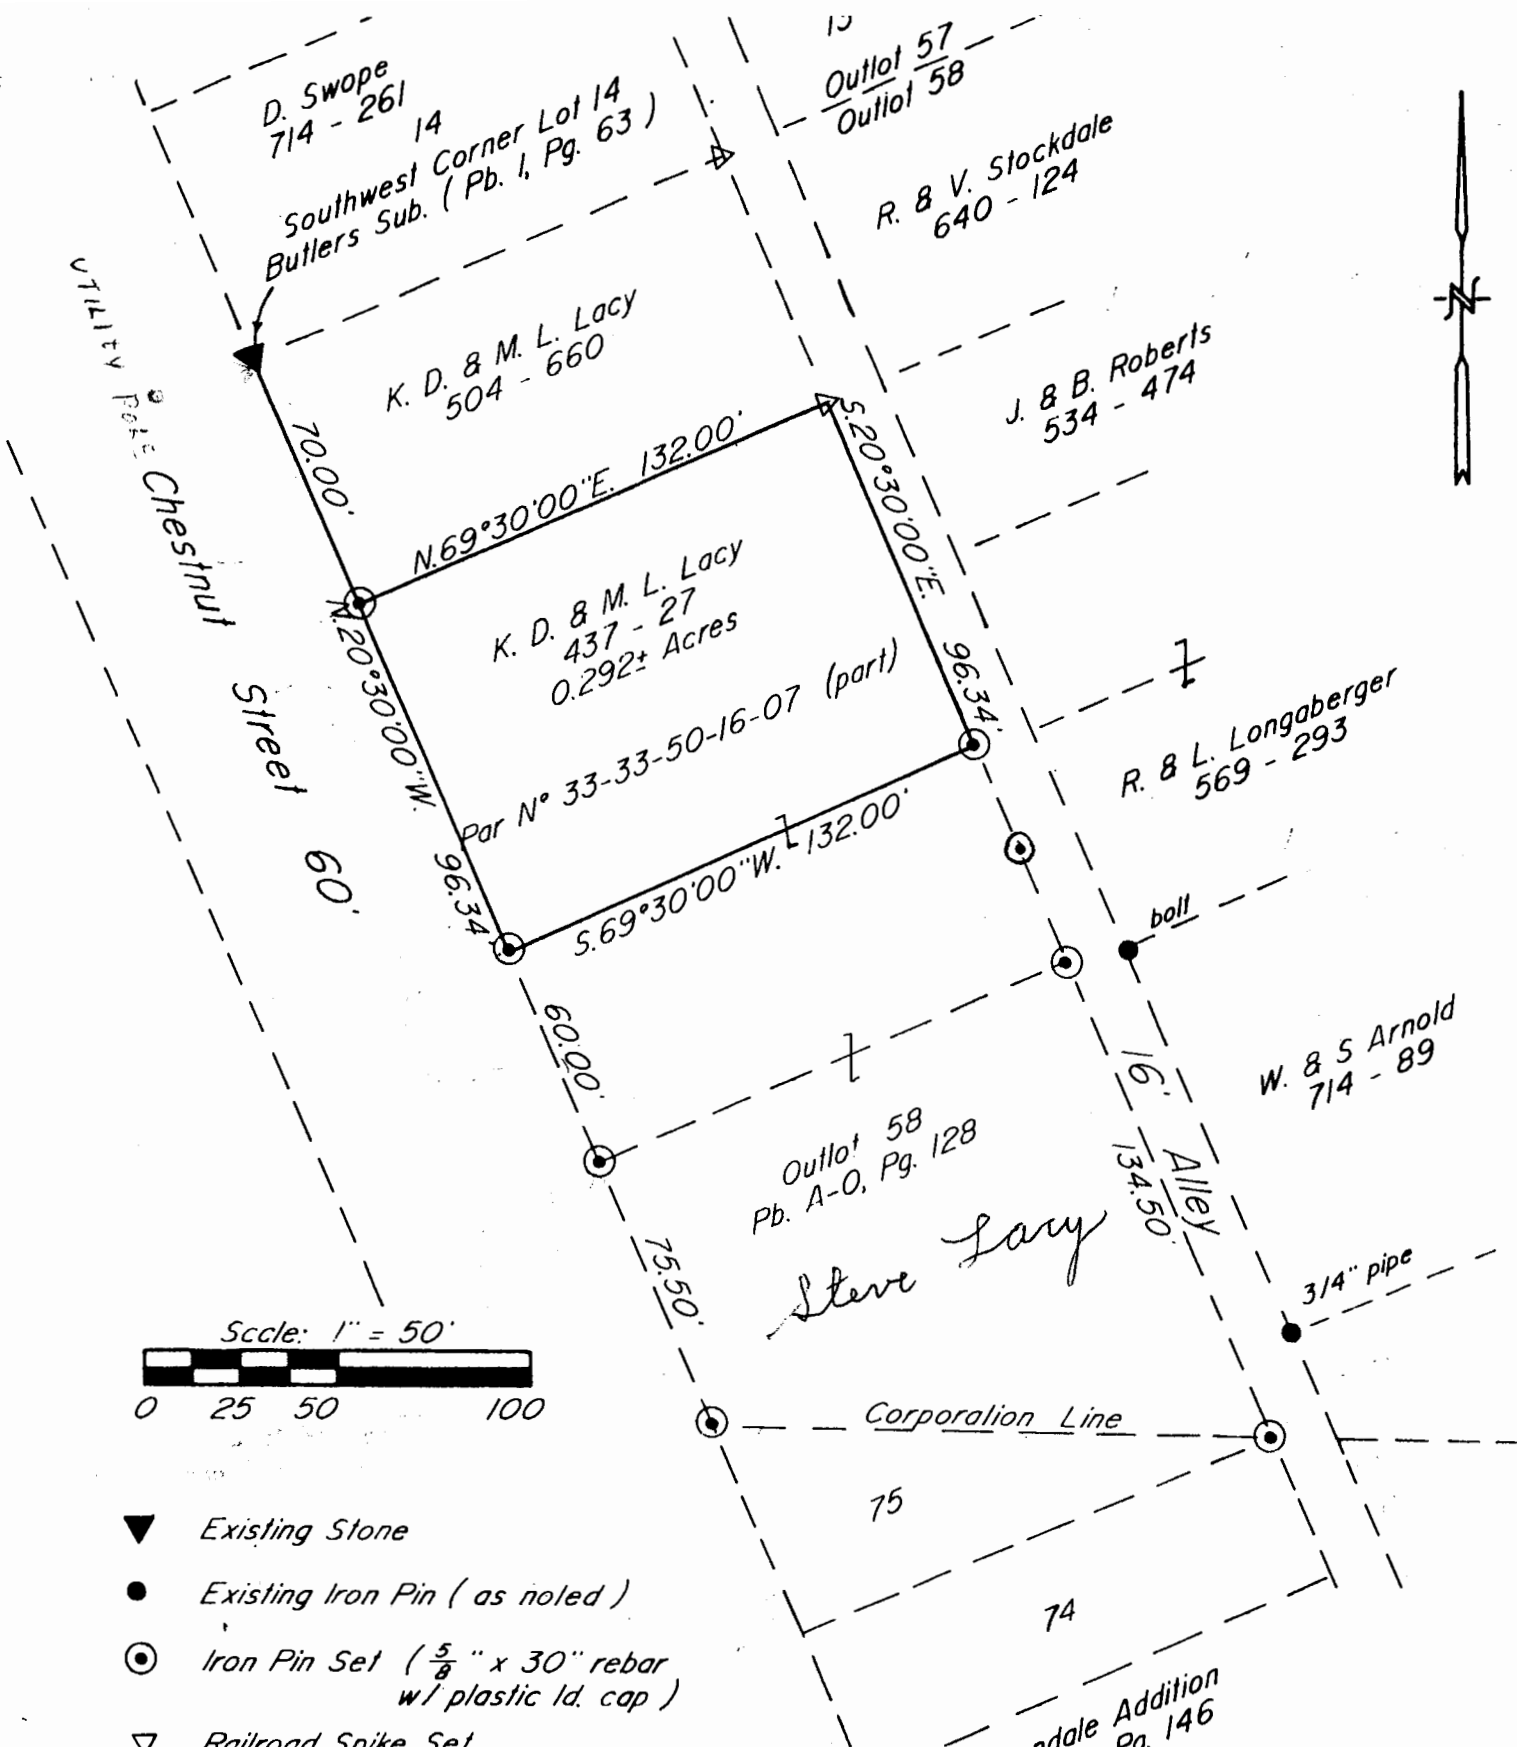 15
D. Swope
714 - 261
14
Southwest Corner Lot 14
Butlers Sub. ( Pb. 1, Pg. 63 )
Outlot 57
Outlot 58
R. & V. Stockdale
640 - 124
N
UTILITY POLE
K. D. & M. L. Lacy
504 - 660
J. & B. Roberts
534 - 474
70.00'
N.69°30'00"E. 132.00'
S.20°30'00"E. 96.34'
Chestnut Street 60'
K. D. & M. L. Lacy
437 - 27
0.292± Acres
Par Nº 33-33-50-16-07 (part)
N.20°30'00"W. 96.34'
S.69°30'00"W. 132.00'
R. & L. Longaberger
569 - 293
bolt
60.00'
W. & S Arnold
714 - 89
16' Alley
134.50'
Outlot 58
Pb. A-0, Pg. 128
Steve Lacy
75.50'
3/4" pipe
Scale: 1" = 50'
0 25 50 100
Corporation Line
75
74
Existing Stone
Existing Iron Pin ( as noted )
Iron Pin Set ( 5/8" x 30" rebar
w/ plastic Id. cap )
Railroad Spike Set
ndale Addition
Pg. 146